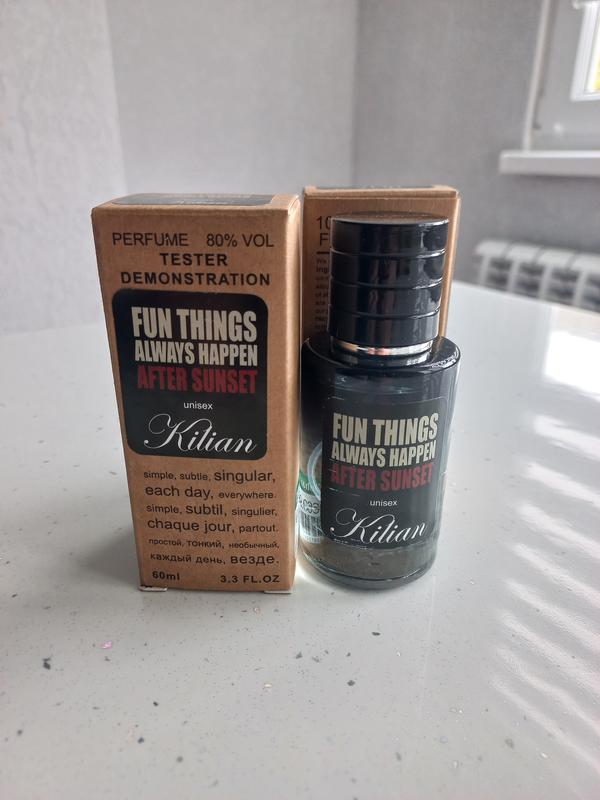 PERFUME 80% VOL
TESTER
DEMONSTRATION
FUN THINGS
ALWAYS HAPPEN
AFTER SUNSET
unisex
Kilian
simple, subtle, singular,
each day, everywhere.
simple, subtil, singulier,
chaque jour, partout.
простой, тонкий, необычный,
каждый день, везде.
60ml 3.3 FL.OZ
FUN THINGS
ALWAYS HAPPEN
AFTER SUNSET
unisex
Kilian